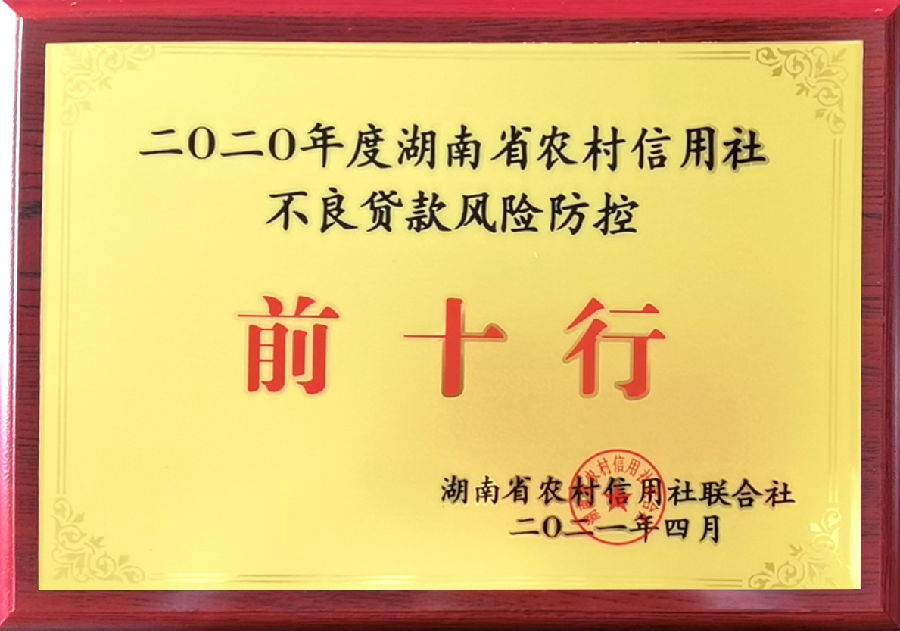 二〇二〇年度湖南省农村信用社
不良贷款风险防控
前十行
湖南省农村信用社联合社
二〇二一年四月